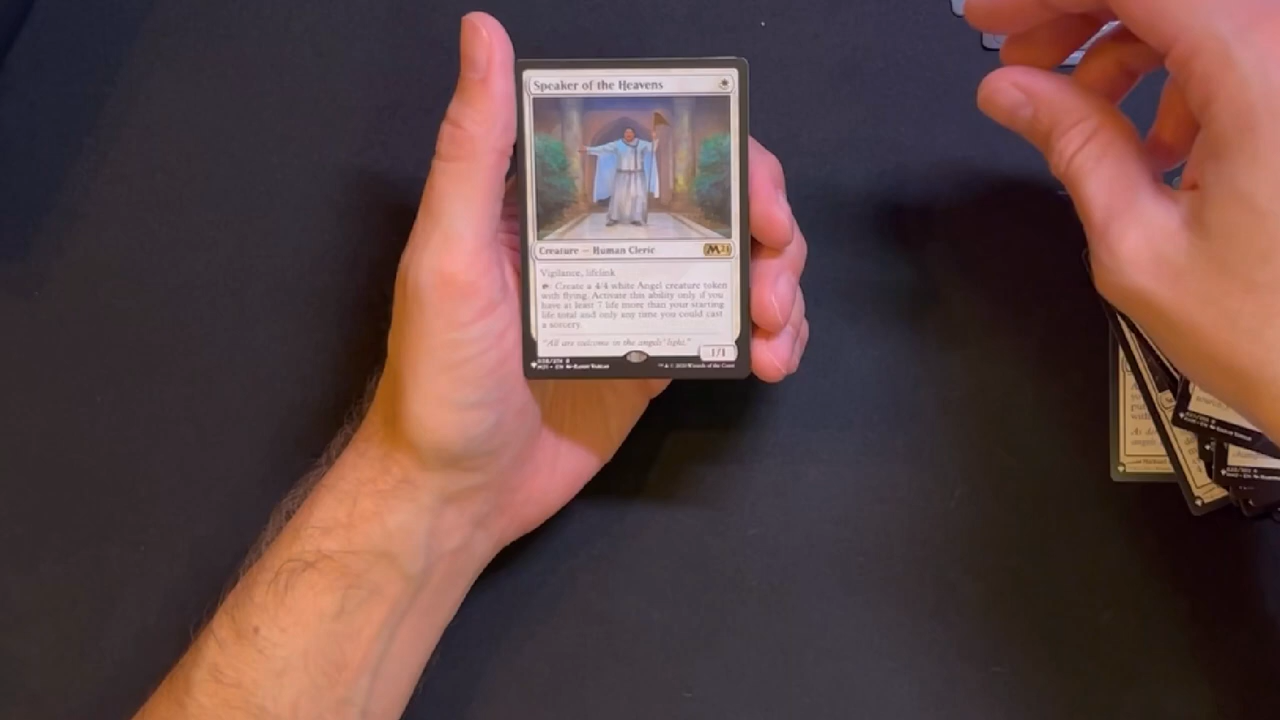 Speaker of the Heavens
Creature — Human Cleric
M21
Vigilance, lifelink
: Create a 4/4 white Angel creature token
with flying. Activate this ability only if you
have at least 7 life more than your starting
life total and only any time you could cast
a sorcery.
"All are welcome in the angels' light."
1/1